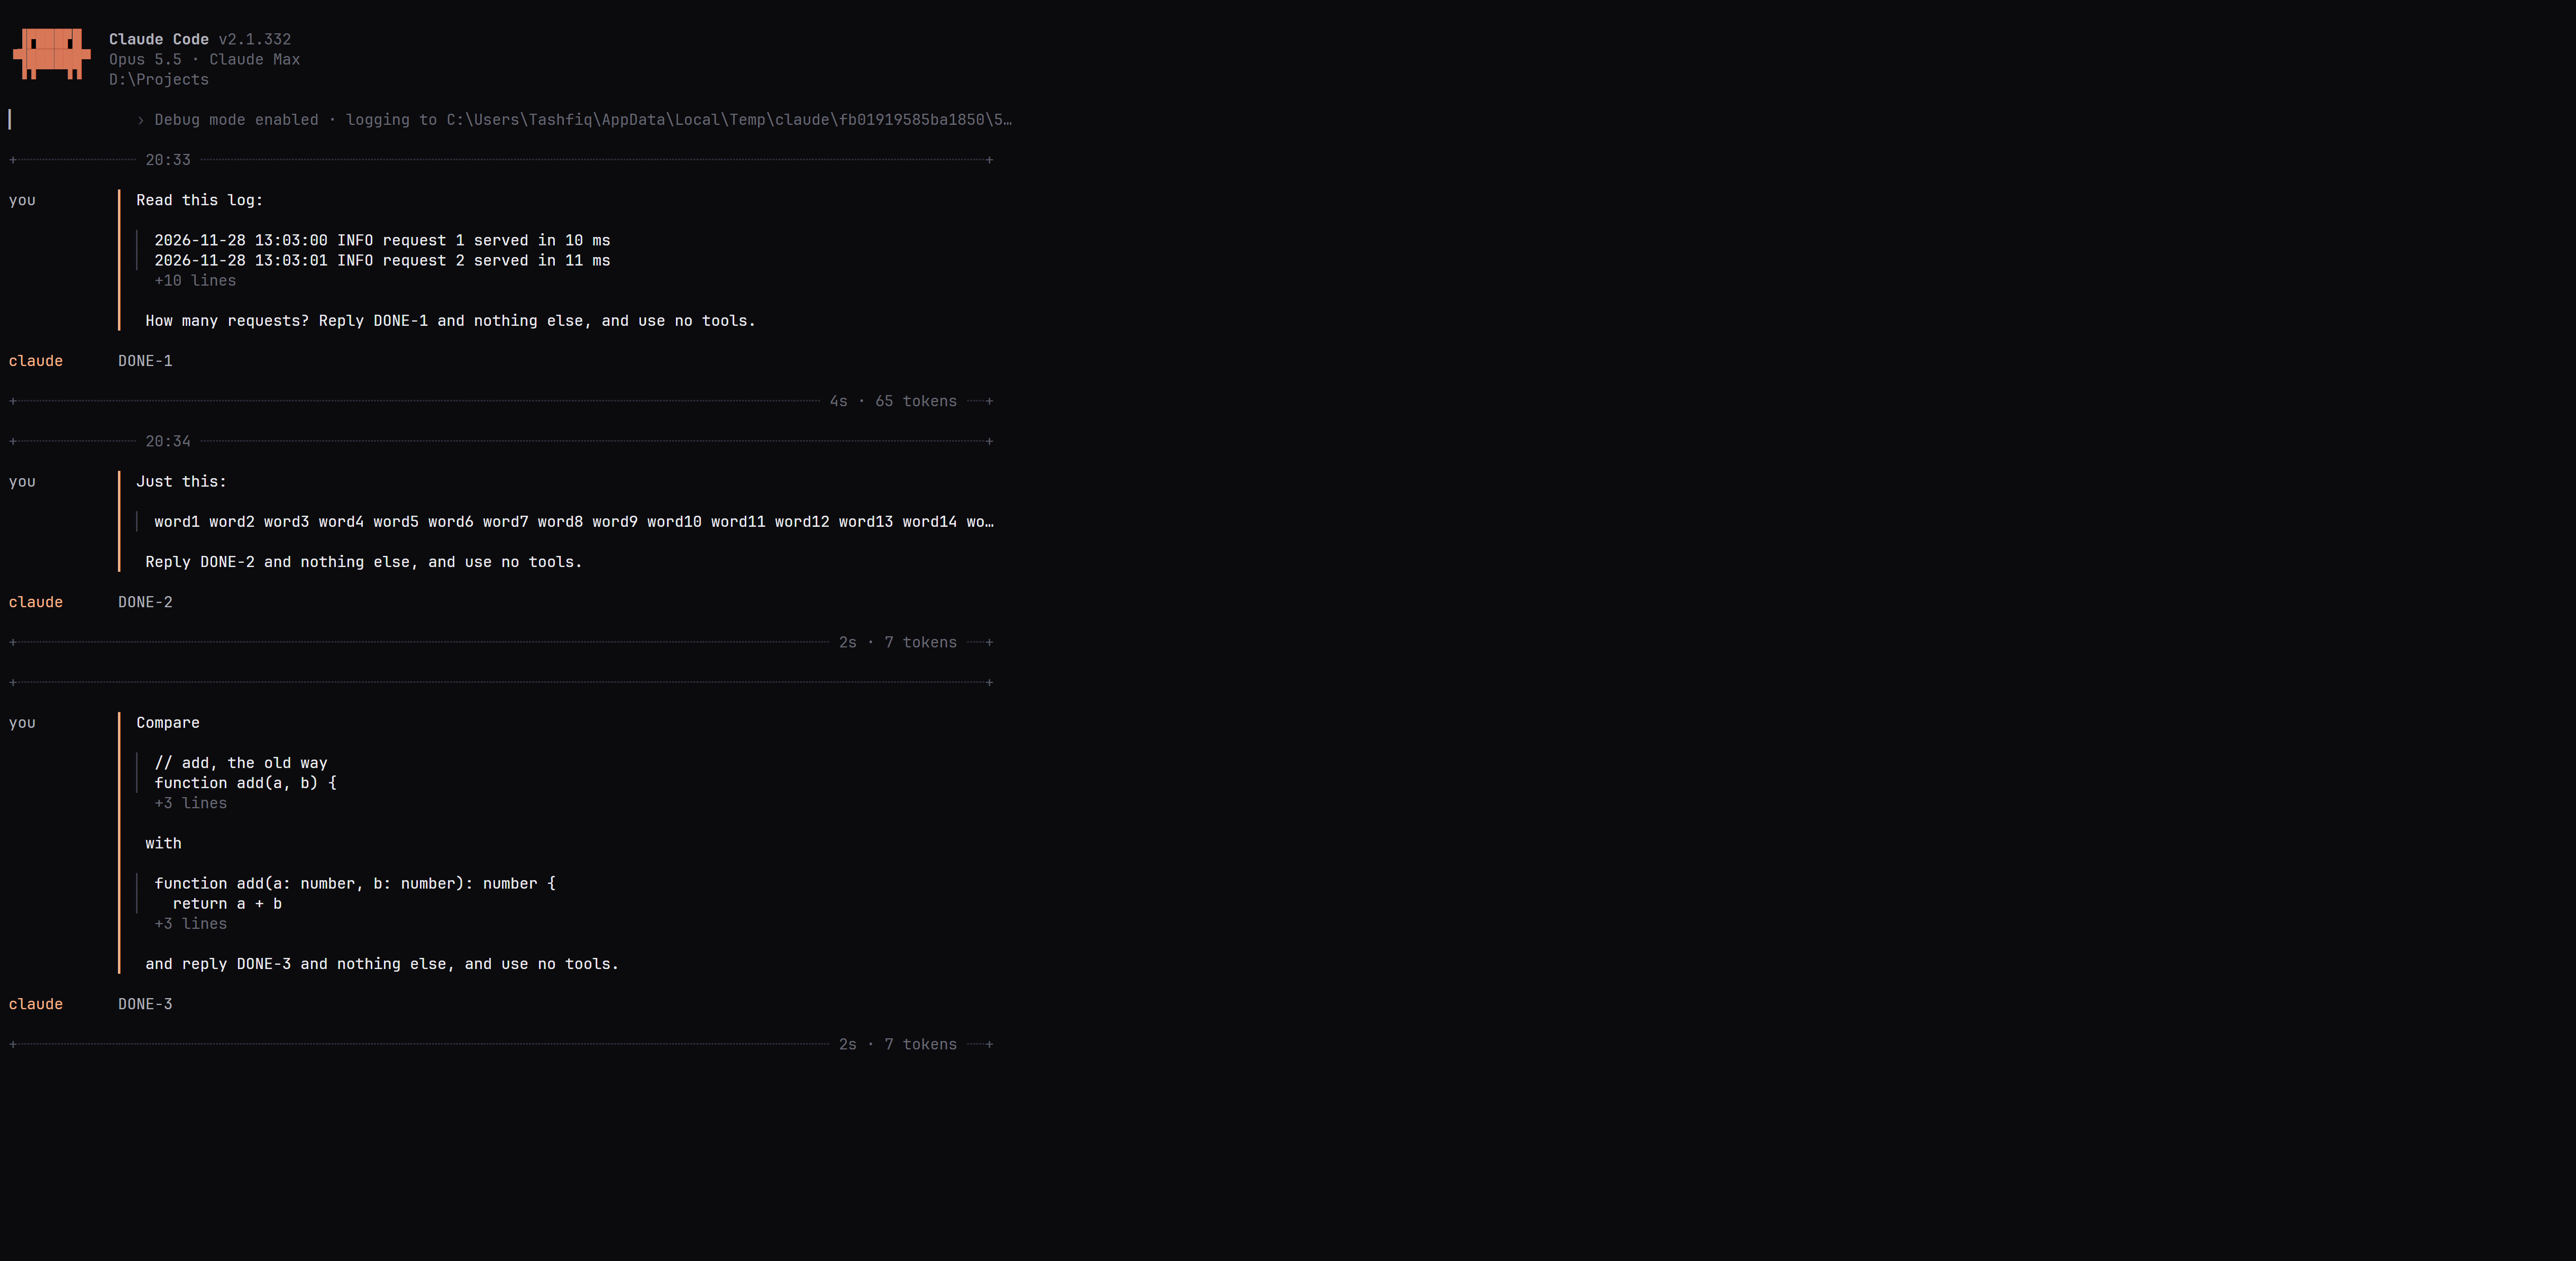 Claude Code v2.1.332
Opus 5.5 · Claude Max
D:\Projects
› Debug mode enabled · logging to C:\Users\Tashfiq\AppData\Local\Temp\claude\fb01919585ba1850\5…
20:33
you Read this log:
2026-11-28 13:03:00 INFO request 1 served in 10 ms
2026-11-28 13:03:01 INFO request 2 served in 11 ms
+10 lines
How many requests? Reply DONE-1 and nothing else, and use no tools.
claude DONE-1
4s · 65 tokens
20:34
you Just this:
word1 word2 word3 word4 word5 word6 word7 word8 word9 word10 word11 word12 word13 word14 wo…
Reply DONE-2 and nothing else, and use no tools.
claude DONE-2
2s · 7 tokens
you Compare
// add, the old way
function add(a, b) {
+3 lines
with
function add(a: number, b: number): number {
return a + b
+3 lines
and reply DONE-3 and nothing else, and use no tools.
claude DONE-3
2s · 7 tokens